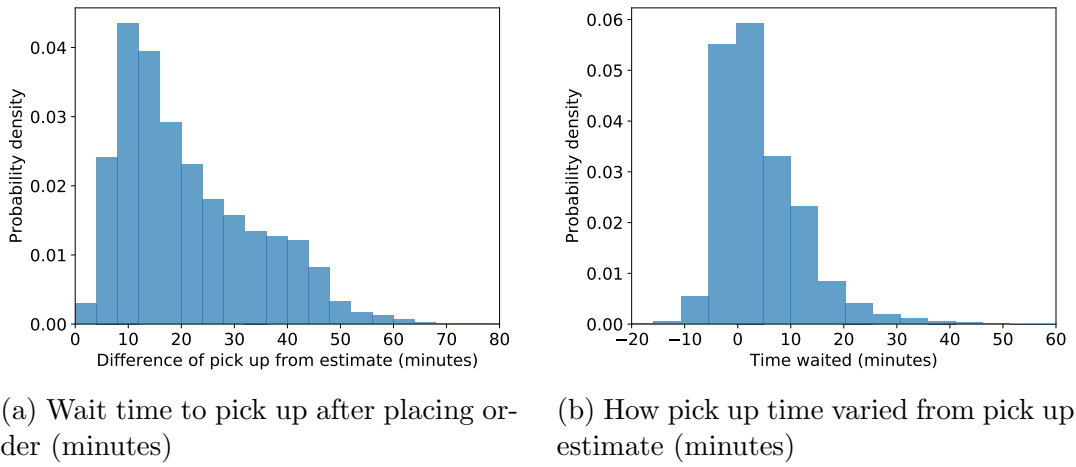 0.04
0.03
0.02
0.01
0.00
Probability density
0 10 20 30 40 50 60 70 80
Difference of pick up from estimate (minutes)
(a) Wait time to pick up after placing or-
der (minutes)
0.06
0.05
0.04
0.03
0.02
0.01
0.00
Probability density
−20 −10 0 10 20 30 40 50 60
Time waited (minutes)
(b) How pick up time varied from pick up
estimate (minutes)